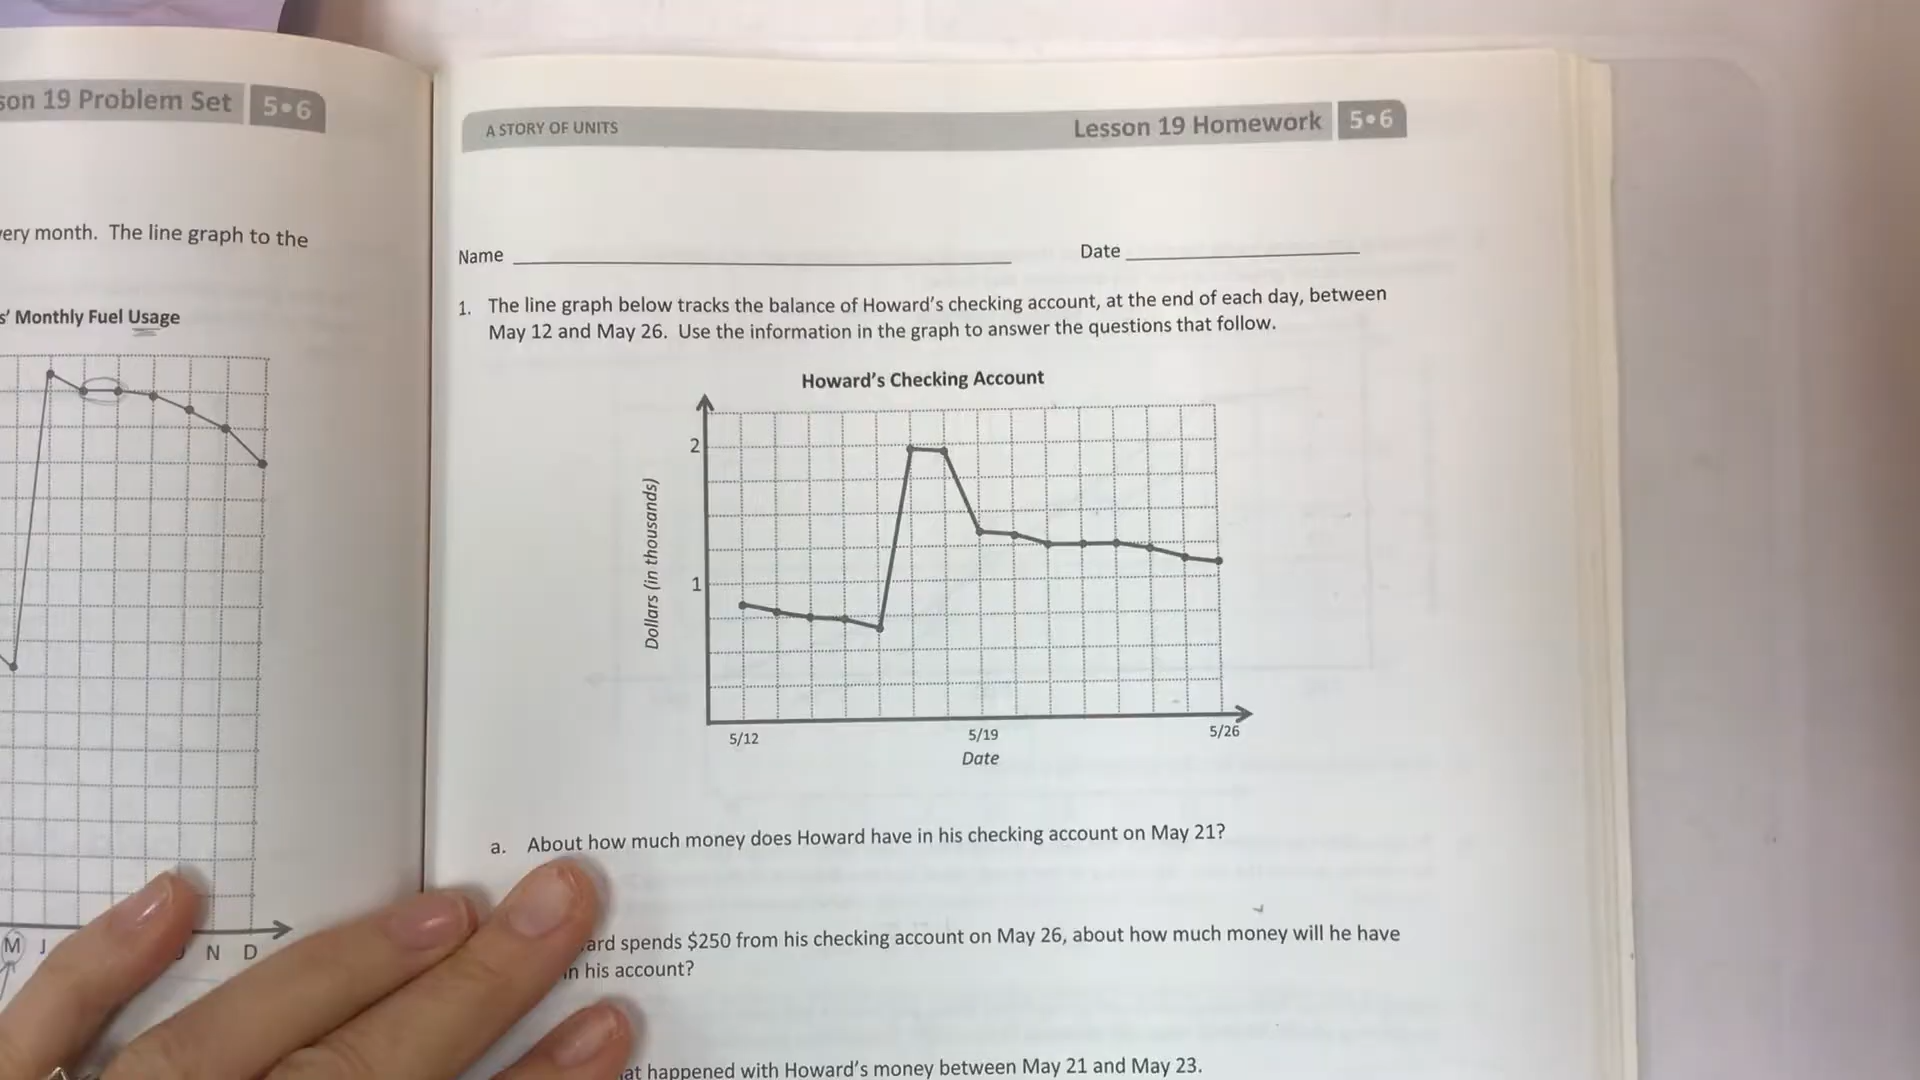 Lesson 19 Problem Set 5•6
every month. The line graph to the
Monthly Fuel Usage
M J N D
A STORY OF UNITS
Lesson 19 Homework 5•6
Name
Date
1. The line graph below tracks the balance of Howard's checking account, at the end of each day, between
May 12 and May 26. Use the information in the graph to answer the questions that follow.
Howard's Checking Account
2
1
Dollars (in thousands)
5/12 5/19 5/26
Date
a. About how much money does Howard have in his checking account on May 21?
spends $250 from his checking account on May 26, about how much money will he have
in his account?
happened with Howard's money between May 21 and May 23.